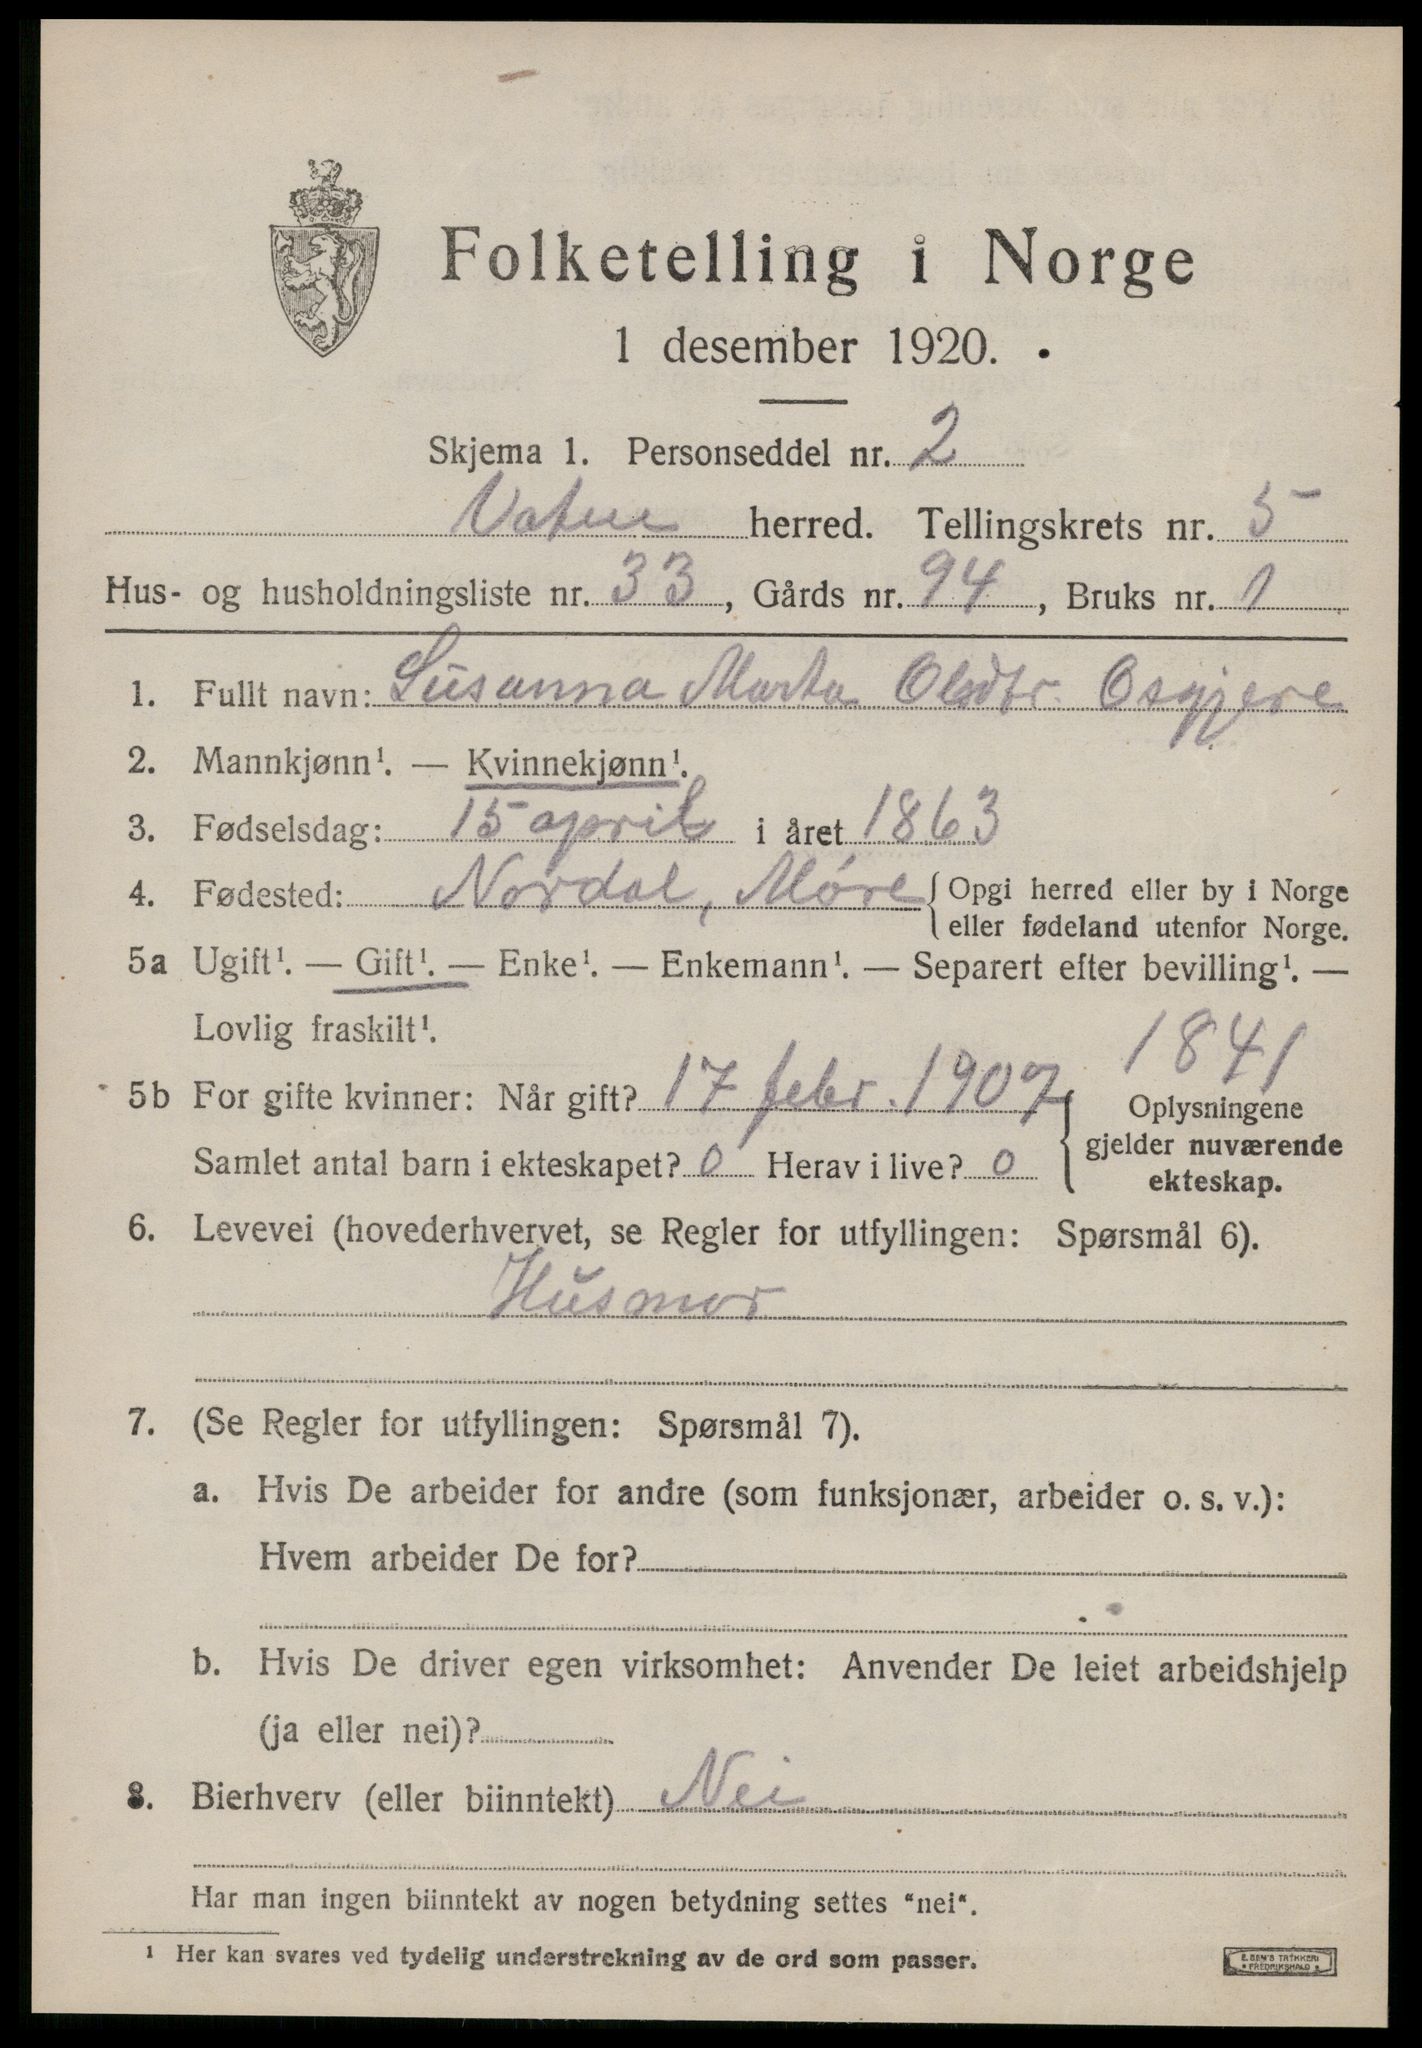 Folketelling i Norge
1 desember 1920.
Skjema 1. Personseddel nr. 2
Vatne herred. Tellingskrets nr. 5
Hus- og husholdningsliste nr. 33, Gårds nr. 94, Bruks nr. 1
1. Fullt navn: Susanna Marta Olsdtr. Osgjere
2. Mannkjønn¹. — Kvinnekjønn¹.
3. Fødselsdag: 15 april i året 1863
4. Fødested: Nordal, Møre { Opgi herred eller by i Norge
eller fødeland utenfor Norge.
5a Ugift¹. — Gift¹. — Enke¹. — Enkemann¹. — Separert efter bevilling¹. —
Lovlig fraskilt¹.
1841
5b For gifte kvinner: Når gift? 17 febr. 1907
Samlet antal barn i ekteskapet? 0 Herav i live? 0
{ Oplysningene
gjelder nuværende
ekteskap.
6. Levevei (hovederhvervet, se Regler for utfyllingen: Spørsmål 6).
Husmor
7. (Se Regler for utfyllingen: Spørsmål 7).
a. Hvis De arbeider for andre (som funksjonær, arbeider o. s. v.):
Hvem arbeider De for?
b. Hvis De driver egen virksomhet: Anvender De leiet arbeidshjelp
(ja eller nei)?
8. Bierhverv (eller biinntekt) Nei
Har man ingen biinntekt av nogen betydning settes "nei".
¹ Her kan svares ved tydelig understrekning av de ord som passer.
E. SEM'S TRYKKERI
FREDRIKSHALD